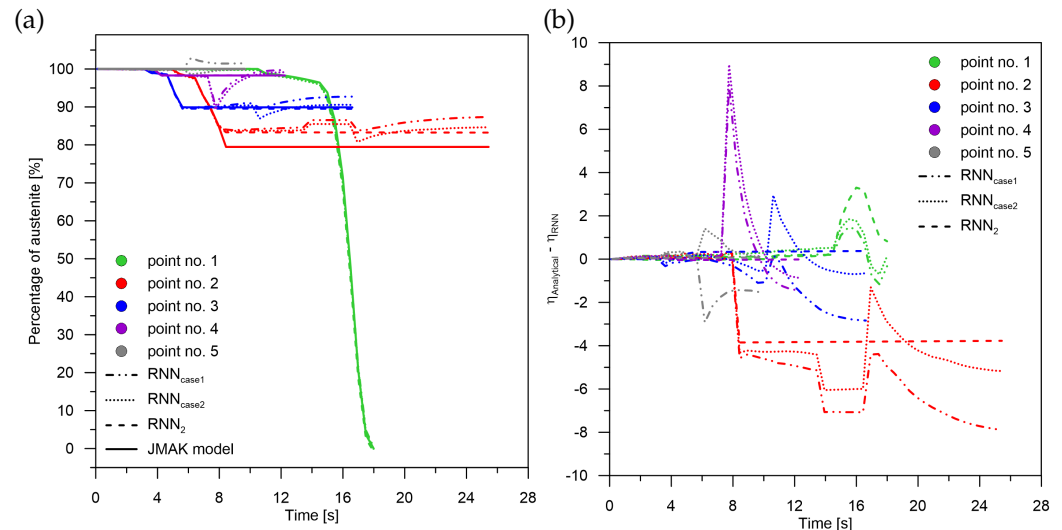 (a)
Percentage of austenite [%]
100
90
80
70
60
50
40
30
20
10
0
point no. 1
point no. 2
point no. 3
point no. 4
point no. 5
RNNcase1
RNNcase2
RNN2
JMAK model
0 4 8 12 16 20 24 28
Time [s]
(b)
ηAnalytical - ηRNN
10
8
6
4
2
0
-2
-4
-6
-8
-10
point no. 1
point no. 2
point no. 3
point no. 4
point no. 5
RNNcase1
RNNcase2
RNN2
0 4 8 12 16 20 24 28
Time [s]